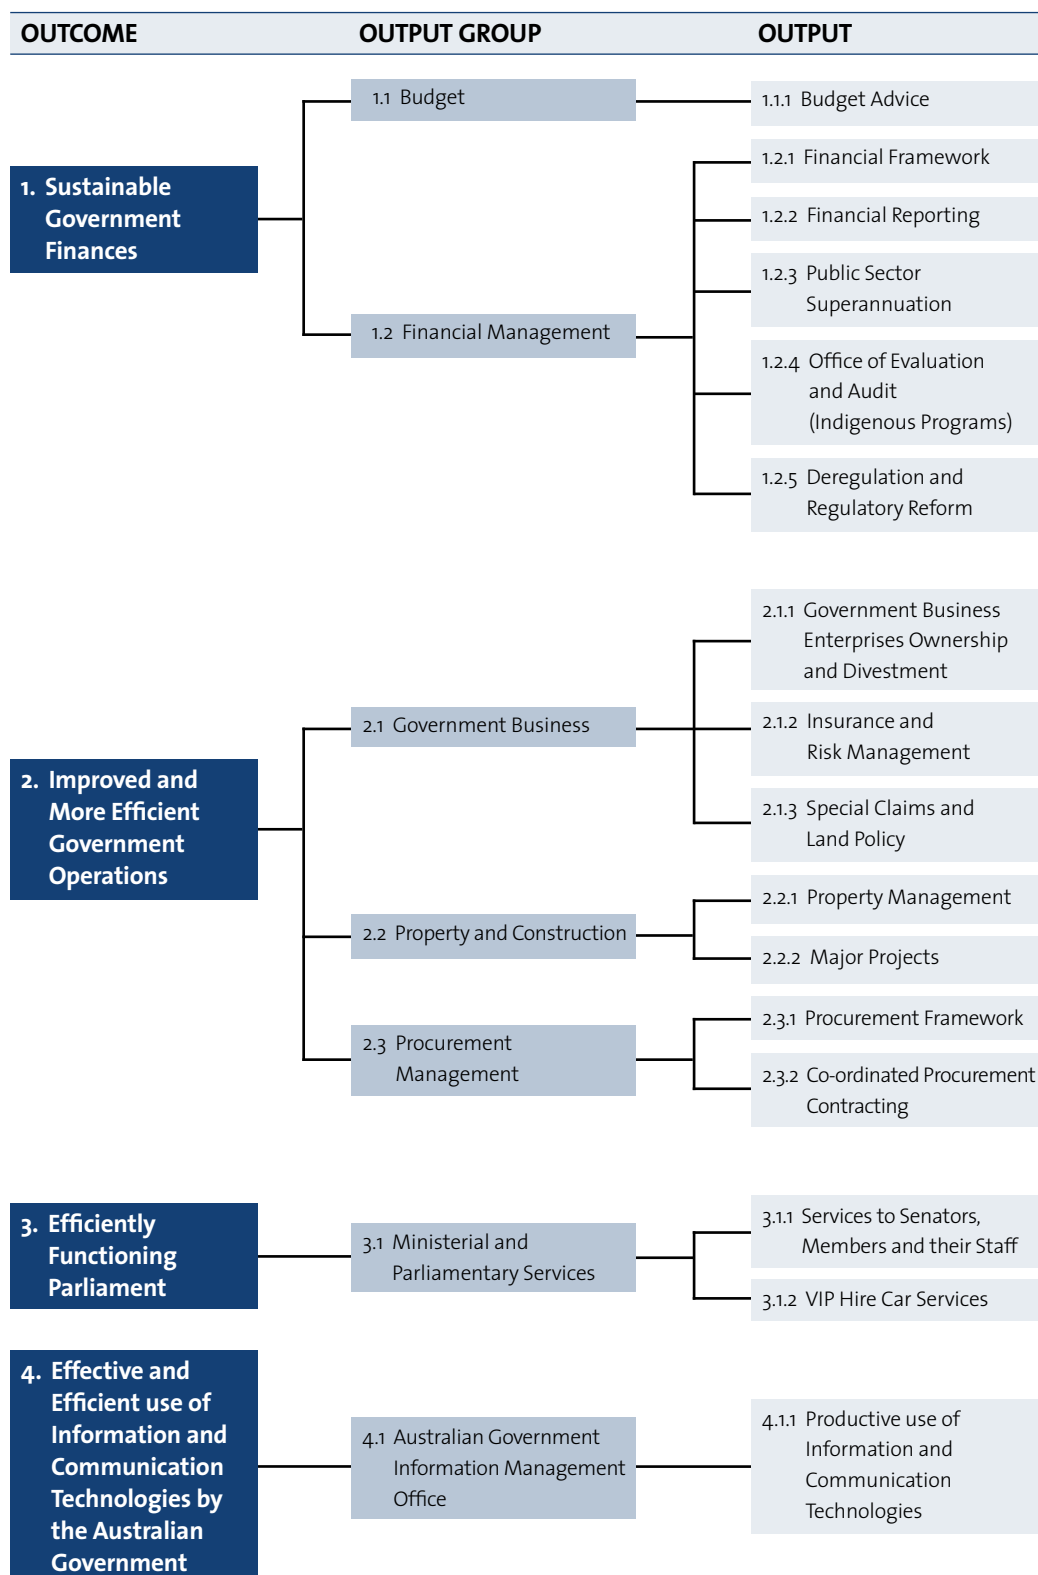 OUTCOME OUTPUT GROUP OUTPUT
1. Sustainable
Government
Finances
1.1 Budget
1.1.1 Budget Advice
1.2 Financial Management
1.2.1 Financial Framework
1.2.2 Financial Reporting
1.2.3 Public Sector
Superannuation
1.2.4 Office of Evaluation
and Audit
(Indigenous Programs)
1.2.5 Deregulation and
Regulatory Reform
2. Improved and
More Efficient
Government
Operations
2.1 Government Business
2.1.1 Government Business
Enterprises Ownership
and Divestment
2.1.2 Insurance and
Risk Management
2.1.3 Special Claims and
Land Policy
2.2 Property and Construction
2.2.1 Property Management
2.2.2 Major Projects
2.3 Procurement
Management
2.3.1 Procurement Framework
2.3.2 Co-ordinated Procurement
Contracting
3. Efficiently
Functioning
Parliament
3.1 Ministerial and
Parliamentary Services
3.1.1 Services to Senators,
Members and their Staff
3.1.2 VIP Hire Car Services
4. Effective and
Efficient use of
Information and
Communication
Technologies by
the Australian
Government
4.1 Australian Government
Information Management
Office
4.1.1 Productive use of
Information and
Communication
Technologies